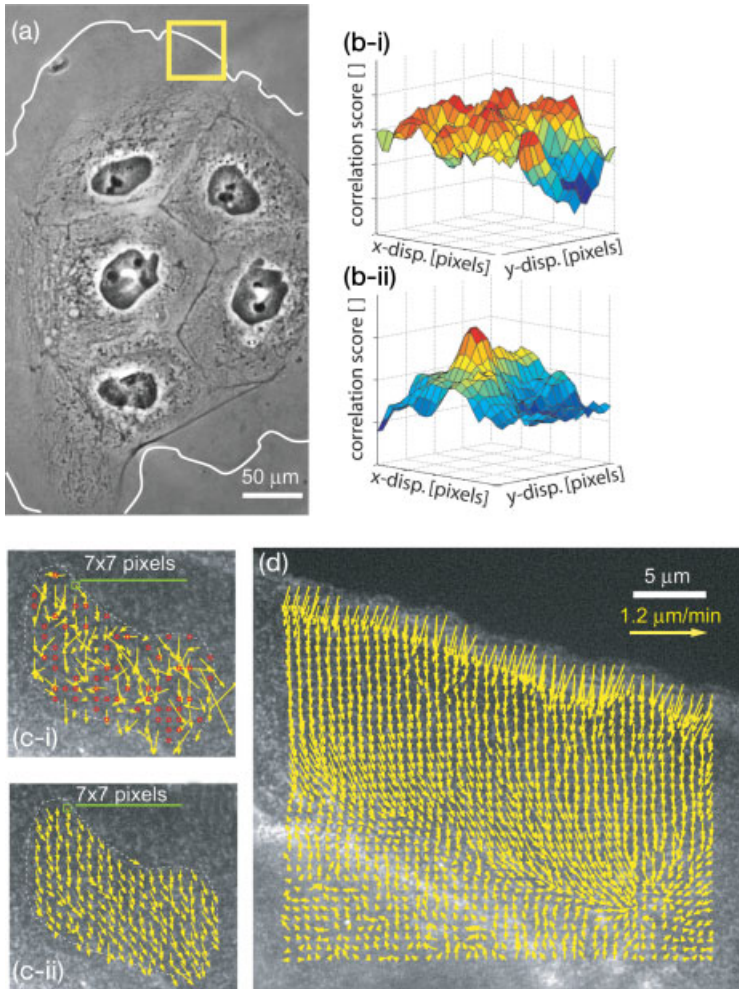 (a)
50 μm
(b-i)
correlation score [ ]
x-disp. [pixels]
y-disp. [pixels]
(b-ii)
correlation score [ ]
x-disp. [pixels]
y-disp. [pixels]
7x7 pixels
(c-i)
7x7 pixels
(c-ii)
(d)
5 μm
1.2 μm/min